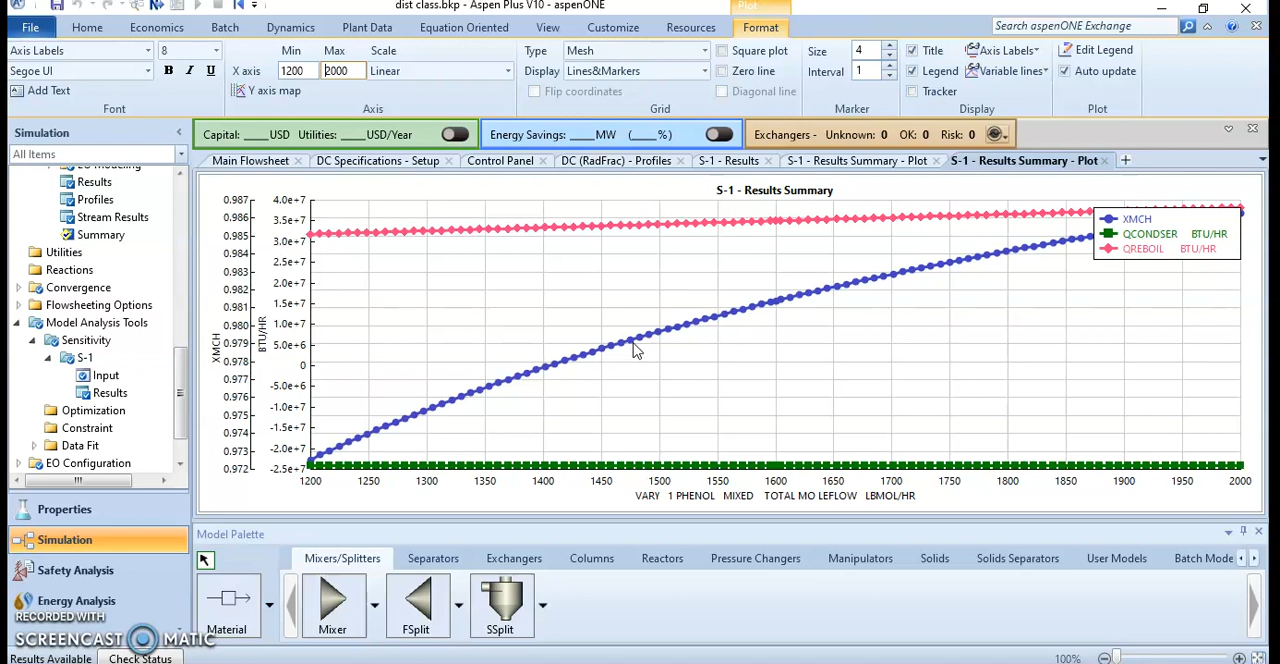 dist class.bkp - Aspen Plus V10 - aspenONE
Plot
File Home Economics Batch Dynamics Plant Data Equation Oriented View Customize Resources Format Search aspenONE Exchange
Axis Labels 8 Min Max Scale Type Mesh Square plot Size 4 Title Axis Labels Edit Legend
Segoe UI B I U X axis 1200 2000 Linear Display Lines&Markers Zero line Interval 1 Legend Variable lines Auto update
Add Text Y axis map Flip coordinates Diagonal line Tracker
Font Axis Grid Marker Display Plot
Simulation
All Items
Capital: ____USD Utilities: ____USD/Year Energy Savings: ____MW (____%) Exchangers - Unknown: 0 OK: 0 Risk: 0
Main Flowsheet DC Specifications - Setup Control Panel DC (RadFrac) - Profiles S-1 - Results S-1 - Results Summary - Plot S-1 - Results Summary - Plot
Results
Profiles
Stream Results
Summary
Utilities
Reactions
Convergence
Flowsheeting Options
Model Analysis Tools
Sensitivity
S-1
Input
Results
Optimization
Constraint
Data Fit
EO Configuration
Properties
Simulation
Safety Analysis
Energy Analysis
RECORDED WITH
SCREENCAST MATIC
Results Available Check Status
S-1 - Results Summary
XMCH
QCONDSER BTU/HR
QREBOIL BTU/HR
XMCH
0.987
0.986
0.985
0.984
0.983
0.982
0.981
0.980
0.979
0.978
0.977
0.976
0.975
0.974
0.973
0.972
BTU/HR
4.0e+7
3.5e+7
3.0e+7
2.5e+7
2.0e+7
1.5e+7
1.0e+7
5.0e+6
0
-5.0e+6
-1.0e+7
-1.5e+7
-2.0e+7
-2.5e+7
1200 1250 1300 1350 1400 1450 1500 1550 1600 1650 1700 1750 1800 1850 1900 1950 2000
VARY 1 PHENOL MIXED TOTAL MO LEFLOW LBMOL/HR
Model Palette
Mixers/Splitters Separators Exchangers Columns Reactors Pressure Changers Manipulators Solids Solids Separators User Models Batch Mode
Material Mixer FSplit SSplit
100%